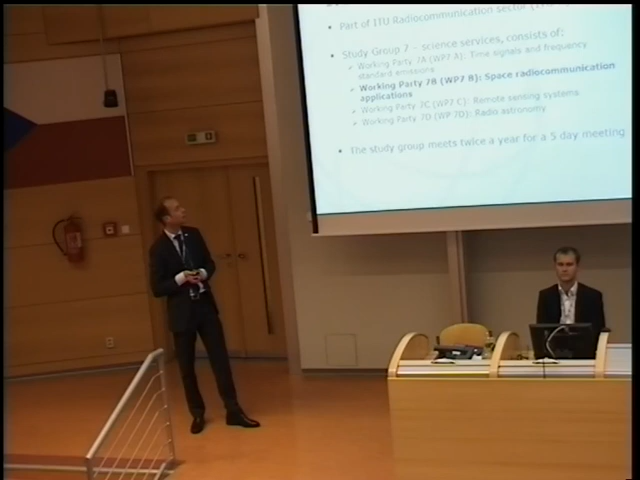 Part of ITU Radiocommunication sector
Study Group 7 – science services, consists of:
Working Party 7A (WP7 A): Time signals and frequency
standard emissions
Working Party 7B (WP7 B): Space radiocommunication
applications
Working Party 7C (WP7 C): Remote sensing systems
Working Party 7D (WP 7D): Radio astronomy
The study group meets twice a year for a 5 day meeting